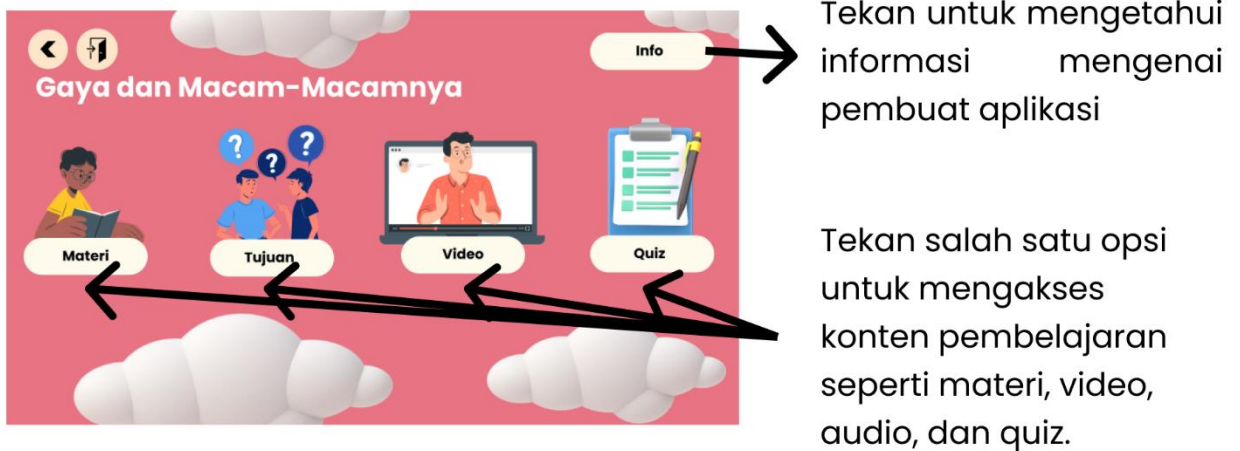 Info
Gaya dan Macam-Macamnya
? ? ?
Materi
Tujuan
Video
Quiz
Tekan untuk mengetahui
informasi mengenai
pembuat aplikasi
Tekan salah satu opsi
untuk mengakses
konten pembelajaran
seperti materi, video,
audio, dan quiz.